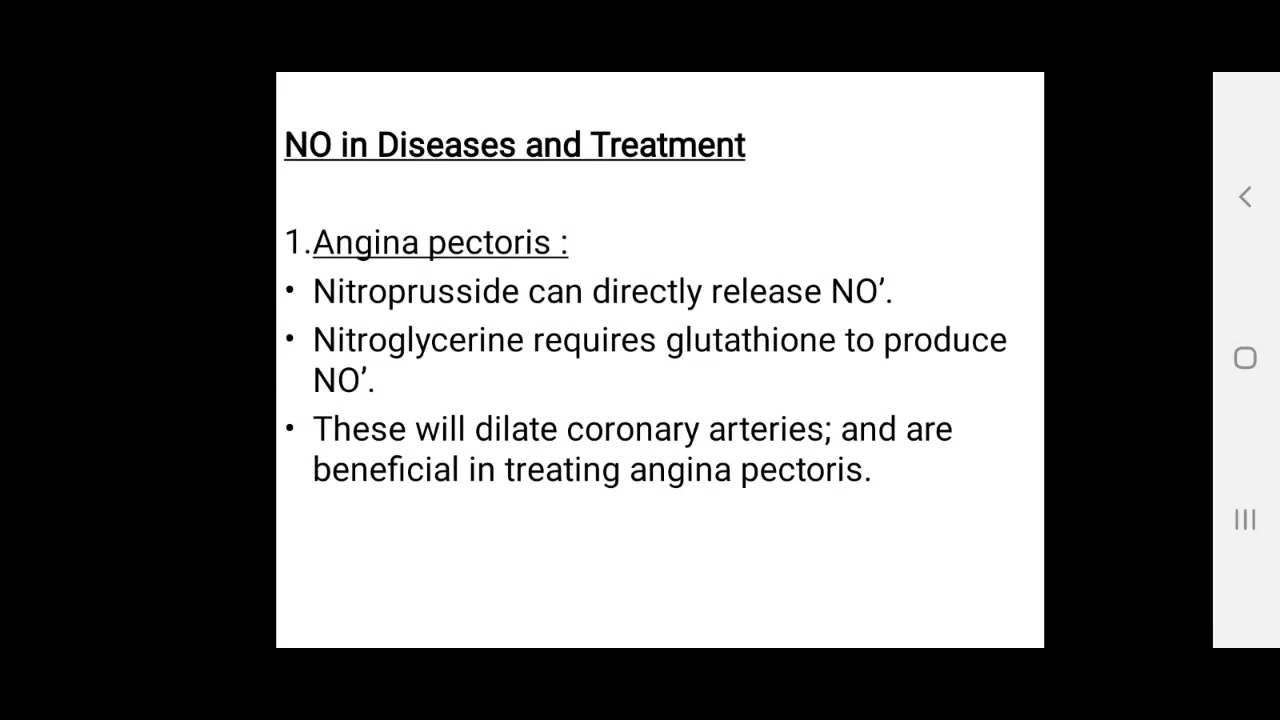 NO in Diseases and Treatment
1.Angina pectoris :
• Nitroprusside can directly release NO’.
• Nitroglycerine requires glutathione to produce
NO’.
• These will dilate coronary arteries; and are
beneficial in treating angina pectoris.